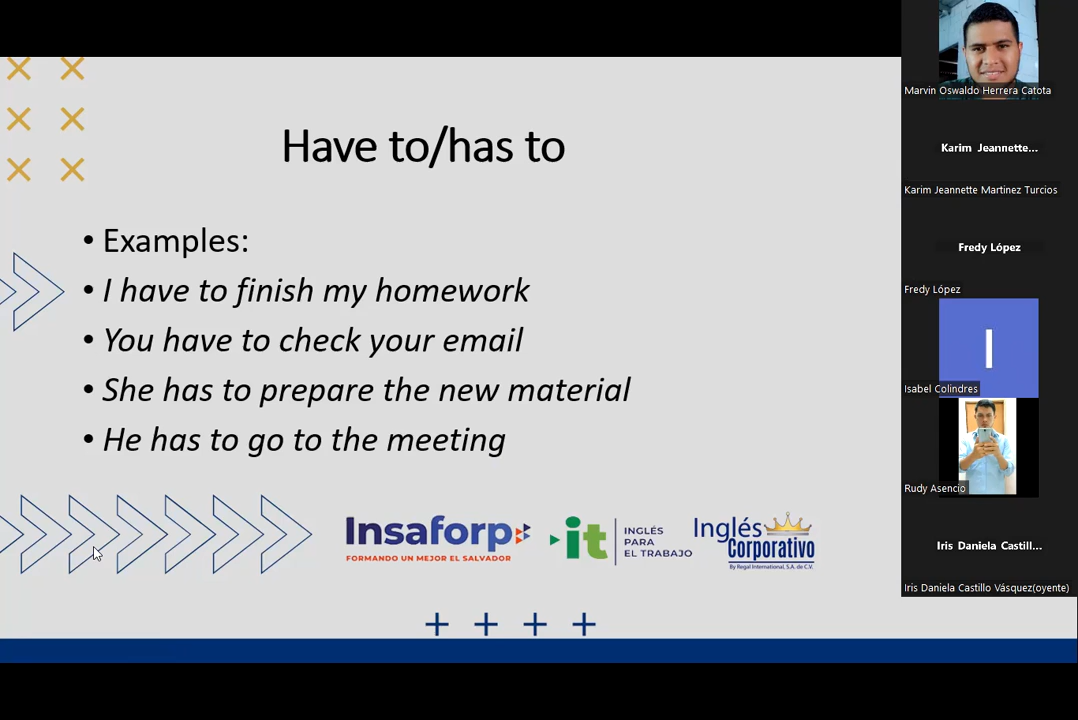 Have to/has to
• Examples:
• I have to finish my homework
• You have to check your email
• She has to prepare the new material
• He has to go to the meeting
Insaforp
FORMANDO UN MEJOR EL SALVADOR
it
INGLÉS
PARA
EL TRABAJO
Inglés
Corporativo
By Regal International, S.A. de C.V.
Marvin Oswaldo Herrera Catota
Karim Jeannette...
Karim Jeannette Martinez Turcios
Fredy López
Fredy López
I
Isabel Colindres
Rudy Asencio
Iris Daniela Castill...
Iris Daniela Castillo Vásquez(oyente)